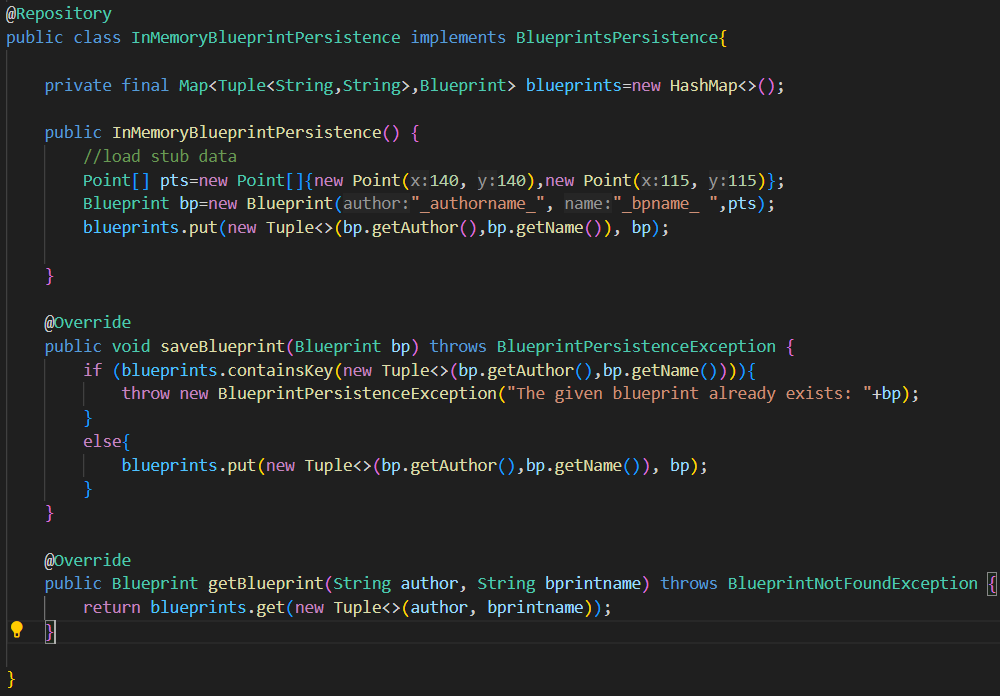 @Repository
public class InMemoryBlueprintPersistence implements BlueprintsPersistence{
private final Map<Tuple<String,String>,Blueprint> blueprints=new HashMap<>();
public InMemoryBlueprintPersistence() {
//load stub data
Point[] pts=new Point[]{new Point(x:140, y:140),new Point(x:115, y:115)};
Blueprint bp=new Blueprint(author:"_authorname_", name:"_bpname_ ",pts);
blueprints.put(new Tuple<>(bp.getAuthor(),bp.getName()), bp);
}
@Override
public void saveBlueprint(Blueprint bp) throws BlueprintPersistenceException {
if (blueprints.containsKey(new Tuple<>(bp.getAuthor(),bp.getName()))){
throw new BlueprintPersistenceException("The given blueprint already exists: "+bp);
}
else{
blueprints.put(new Tuple<>(bp.getAuthor(),bp.getName()), bp);
}
}
@Override
public Blueprint getBlueprint(String author, String bprintname) throws BlueprintNotFoundException {
return blueprints.get(new Tuple<>(author, bprintname));
}
}